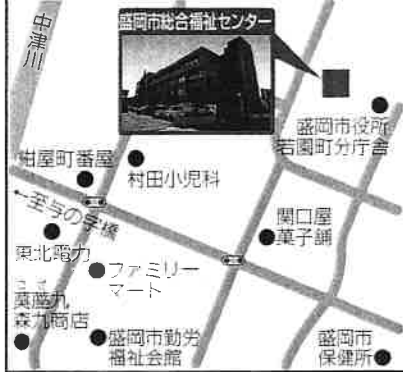 盛岡市総合福祉センター
中津川
盛岡市役所
若園町分庁舎
紺屋町番屋
村田小児科
←至与の字橋
関口屋
菓子舗
東北電力
ファミリー
マート
ござ九
森九商店
盛岡市勤労
福祉会館
盛岡市
保健所